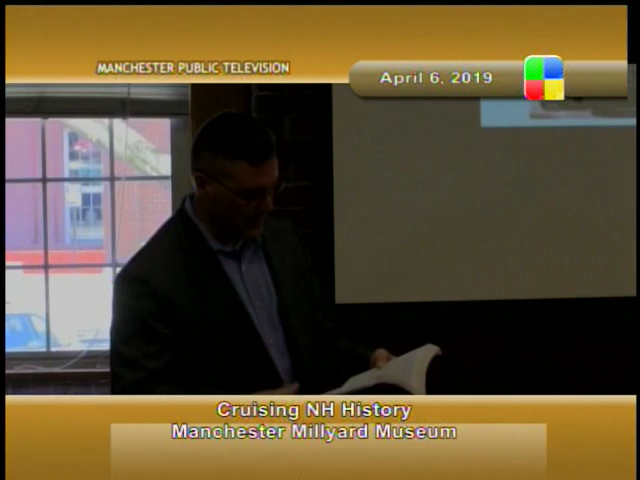 MANCHESTER PUBLIC TELEVISION
April 6, 2019
Cruising NH History
Manchester Millyard Museum